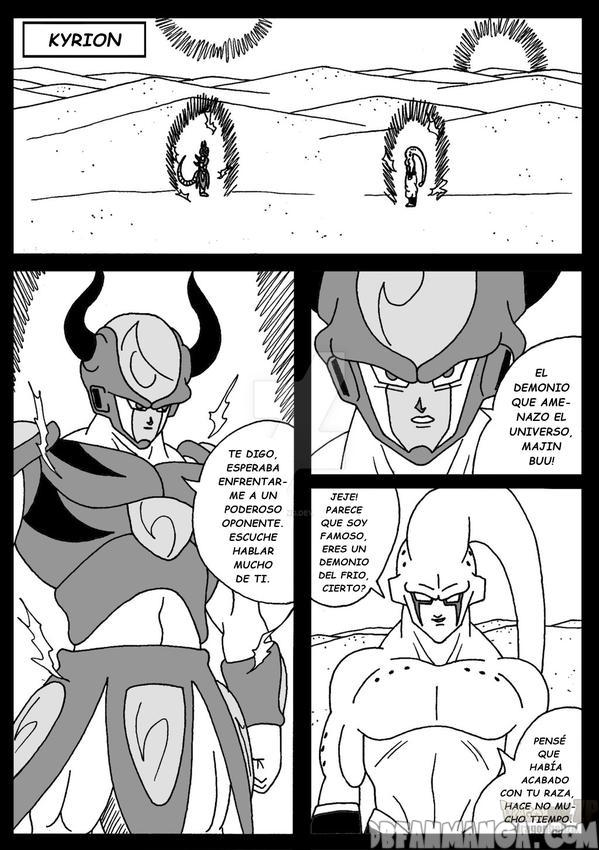 KYRION
EL
DEMONIO
QUE AME-
NAZO EL
UNIVERSO,
MAJIN
BUU!
TE DIGO,
ESPERABA
ENFRENTAR-
ME A UN
PODEROSO
OPONENTE.
ESCUCHE
HABLAR
MUCHO
DE TI.
JEJE!
PARECE
QUE SOY
FAMOSO,
ERES UN
DEMONIO
DEL FRIO,
CIERTO?
PENSÉ
QUE
HABÍA
ACABADO
CON TU RAZA,
HACE NO MU-
CHO TIEMPO.
DBFANMANGA.COM